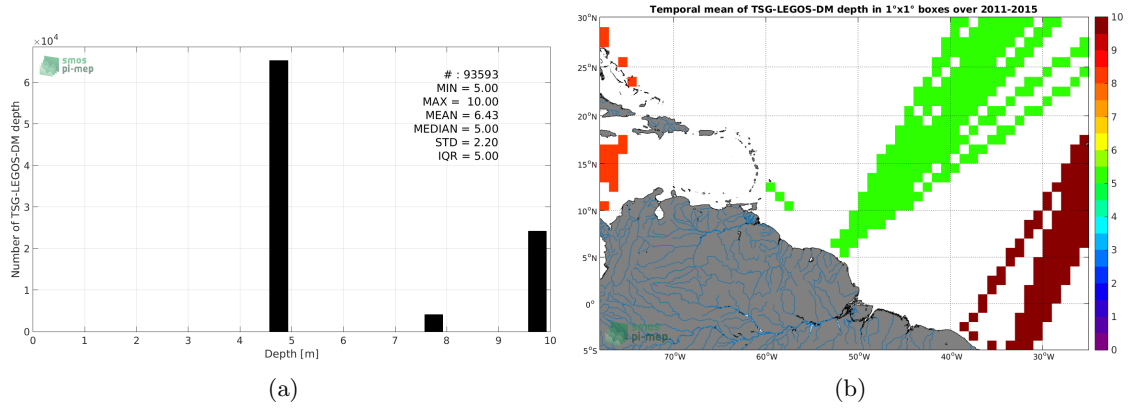 ×10⁴
smos
pi-mep
# : 93593
MIN = 5.00
MAX = 10.00
MEAN = 6.43
MEDIAN = 5.00
STD = 2.20
IQR = 5.00
Number of TSG-LEGOS-DM depth
6
5
4
3
2
1
0
0 1 2 3 4 5 6 7 8 9 10
Depth [m]
(a)
Temporal mean of TSG-LEGOS-DM depth in 1°x1° boxes over 2011-2015
30°N
25°N
20°N
15°N
10°N
5°N
0°
5°S
70°W 60°W 50°W 40°W 30°W
smos
pi-mep
10
9
8
7
6
5
4
3
2
1
0
(b)